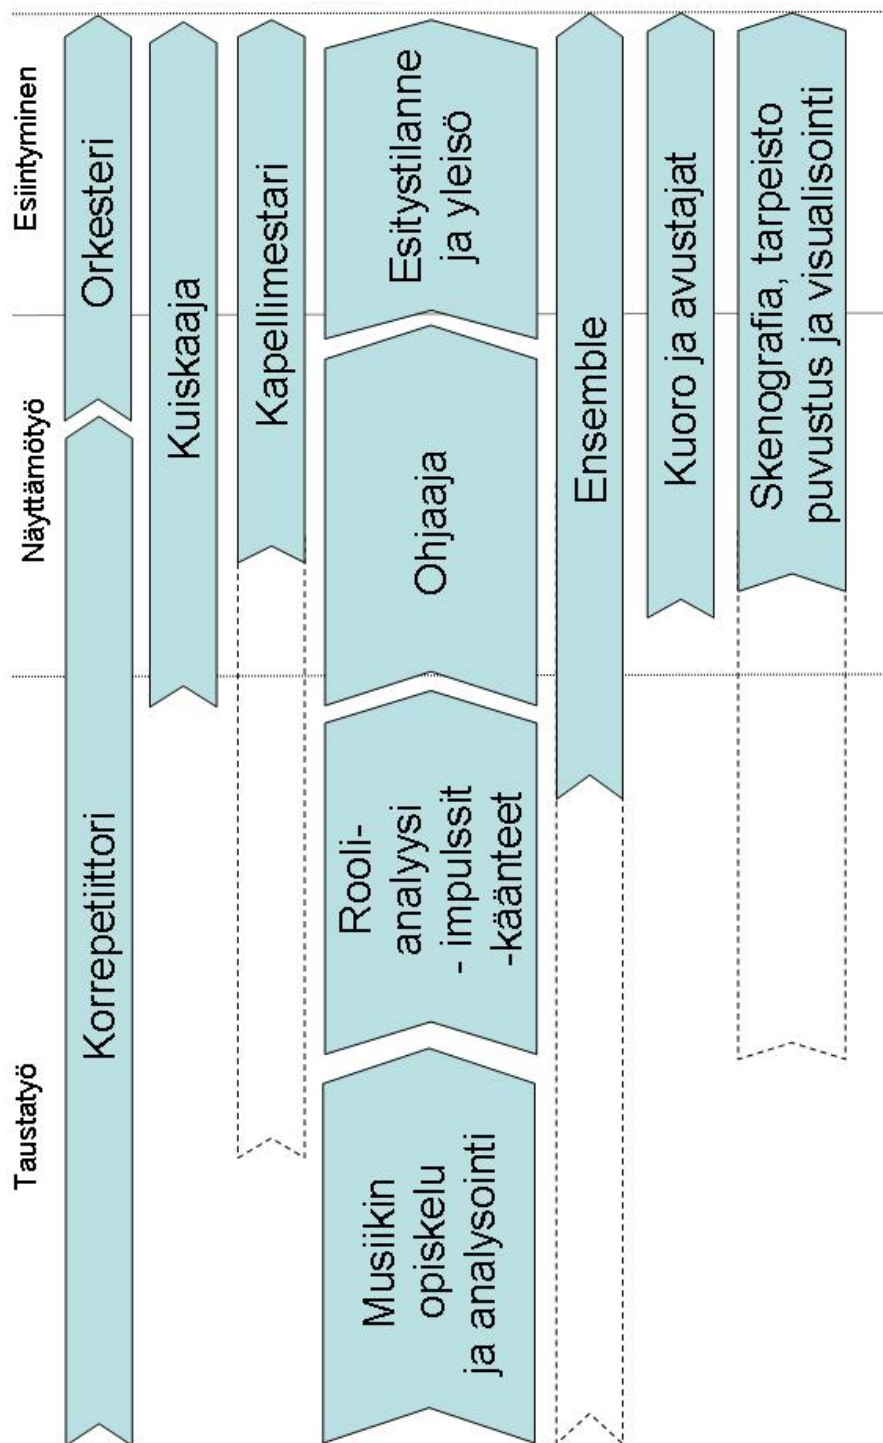 Taustatyö
Näyttämötyö
Esiintyminen
Korrepetiittori
Orkesteri
Kuiskaaja
Kapellimestari
Musiikin
opiskelu
ja analysointi
Rooli-
analyysi
- impulssit
-käänteet
Ohjaaja
Esitystilanne
ja yleisö
Ensemble
Kuoro ja avustajat
Skenografia, tarpeisto
puvustus ja visualisointi